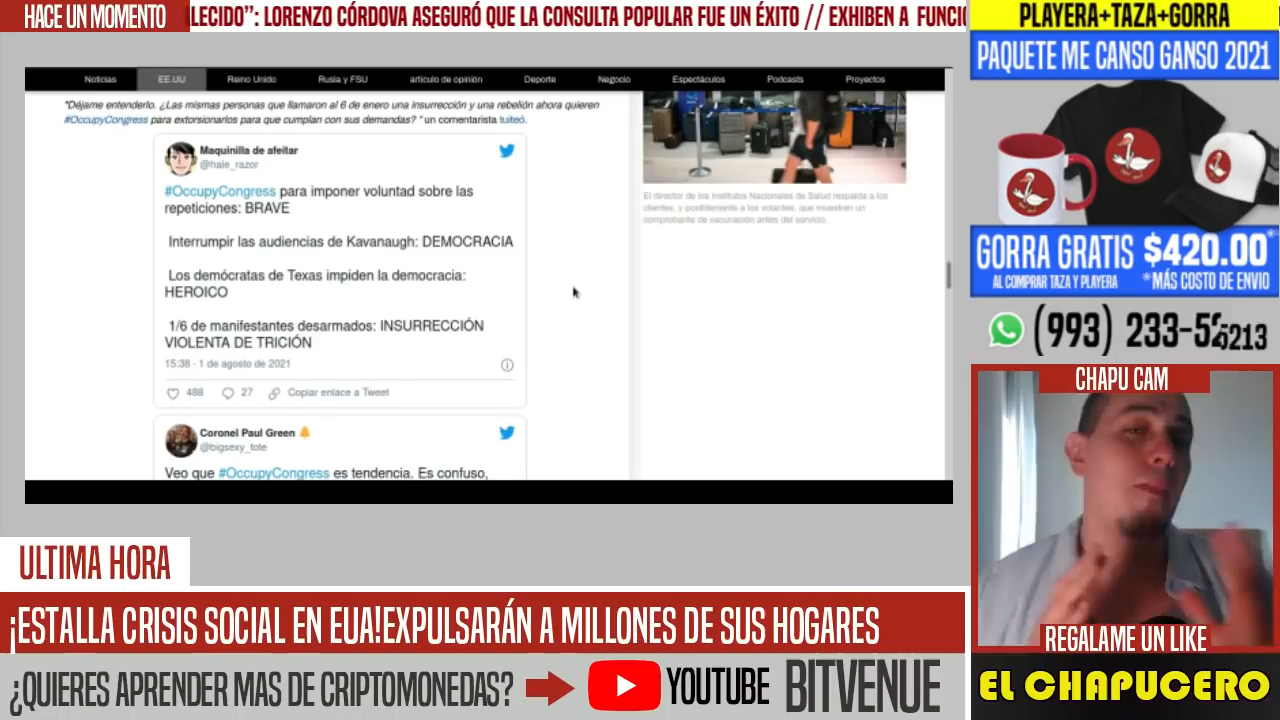 HACE UN MOMENTO
LECIDO”: LORENZO CÓRDOVA ASEGURÓ QUE LA CONSULTA POPULAR FUE UN ÉXITO // EXHIBEN A FUNCIO
Noticias EE.UU Reino Unido Rusia y FSU artículo de opinión Deporte Negocio Espectáculos Podcasts Proyectos
"Déjame entenderlo. ¿Las mismas personas que llamaron al 6 de enero una insurrección y una rebelión ahora quieren
#OccupyCongress para extorsionarlos para que cumplan con sus demandas? " un comentarista tuiteó.
Maquinilla de afeitar
@hale_razor
#OccupyCongress para imponer voluntad sobre las
repeticiones: BRAVE
Interrumpir las audiencias de Kavanaugh: DEMOCRACIA
Los demócratas de Texas impiden la democracia:
HEROICO
1/6 de manifestantes desarmados: INSURRECCIÓN
VIOLENTA DE TRICIÓN
15:38 · 1 de agosto de 2021
488 27 Copiar enlace a Tweet
Coronel Paul Green
@bigsexy_tote
Veo que #OccupyCongress es tendencia. Es confuso,
El director de los Institutos Nacionales de Salud respalda a los
clientes, y posiblemente a los volantes, que muestren un
comprobante de vacunación antes del servicio.
PLAYERA+TAZA+GORRA
PAQUETE ME CANSO GANSO 2021
GORRA GRATIS $420.00*
AL COMPRAR TAZA Y PLAYERA *MÁS COSTO DE ENVIO
(993) 233-52 5213
CHAPU CAM
REGALAME UN LIKE
EL CHAPUCERO
ULTIMA HORA
¡ESTALLA CRISIS SOCIAL EN EUA!EXPULSARÁN A MILLONES DE SUS HOGARES
¿QUIERES APRENDER MAS DE CRIPTOMONEDAS? YOUTUBE BITVENUE